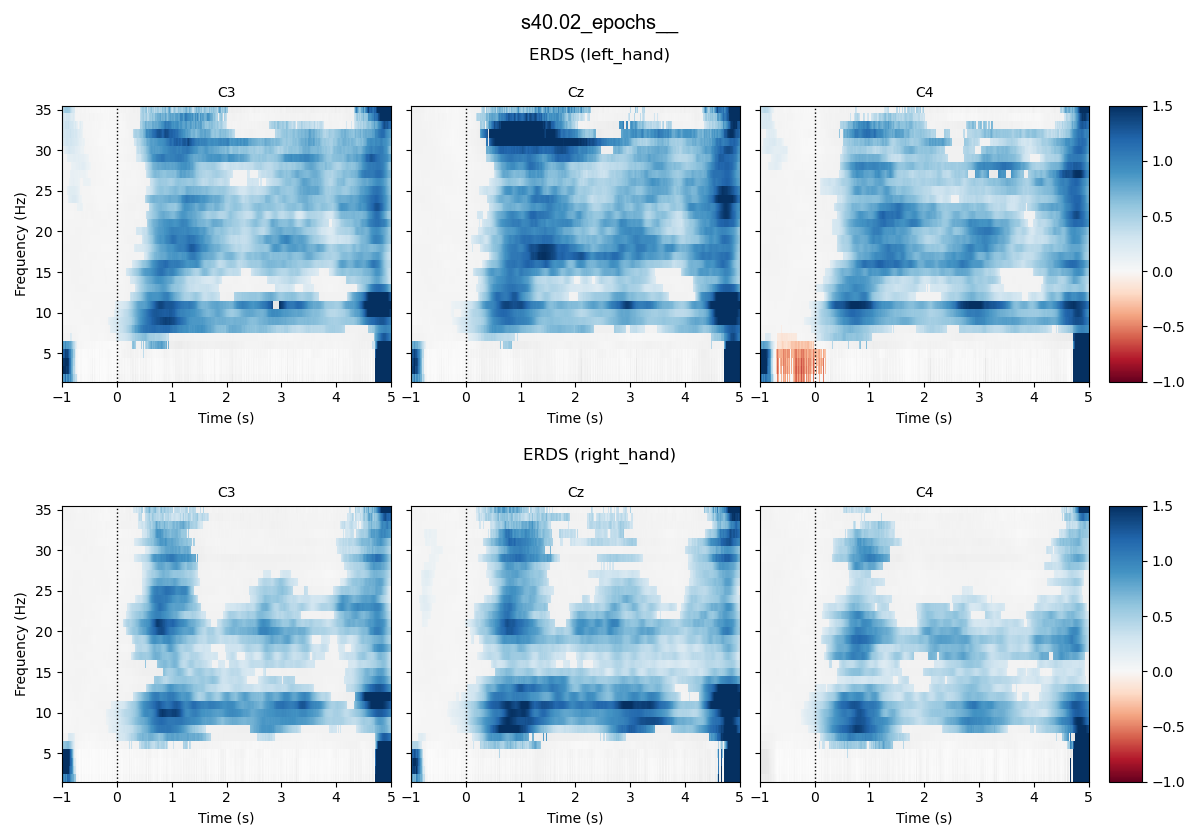 s40.02_epochs__
ERDS (left_hand)
C3 Cz C4
35
30
25
20
15
10
5
Frequency (Hz)
−1 0 1 2 3 4 5
−1 0 1 2 3 4 5
−1 0 1 2 3 4 5
Time (s) Time (s) Time (s)
1.5
1.0
0.5
0.0
−0.5
−1.0
ERDS (right_hand)
C3 Cz C4
35
30
25
20
15
10
5
Frequency (Hz)
−1 0 1 2 3 4 5
−1 0 1 2 3 4 5
−1 0 1 2 3 4 5
Time (s) Time (s) Time (s)
1.5
1.0
0.5
0.0
−0.5
−1.0